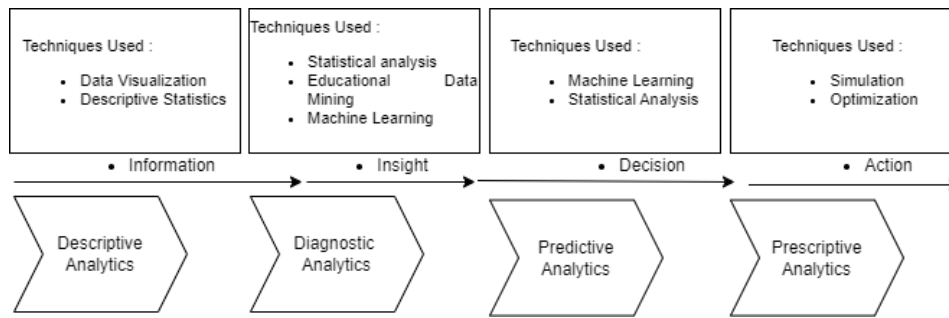 Techniques Used :
• Data Visualization
• Descriptive Statistics
Techniques Used :
• Statistical analysis
• Educational Data
Mining
• Machine Learning
Techniques Used :
• Machine Learning
• Statistical Analysis
Techniques Used :
• Simulation
• Optimization
• Information
• Insight
• Decision
• Action
Descriptive
Analytics
Diagnostic
Analytics
Predictive
Analytics
Prescriptive
Analytics